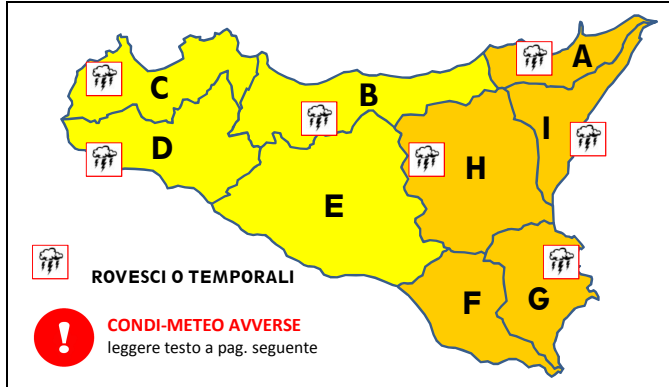 A
C
B
I
D
H
E
ROVESCI O TEMPORALI
F
G
!
CONDI-METEO AVVERSE
leggere testo a pag. seguente